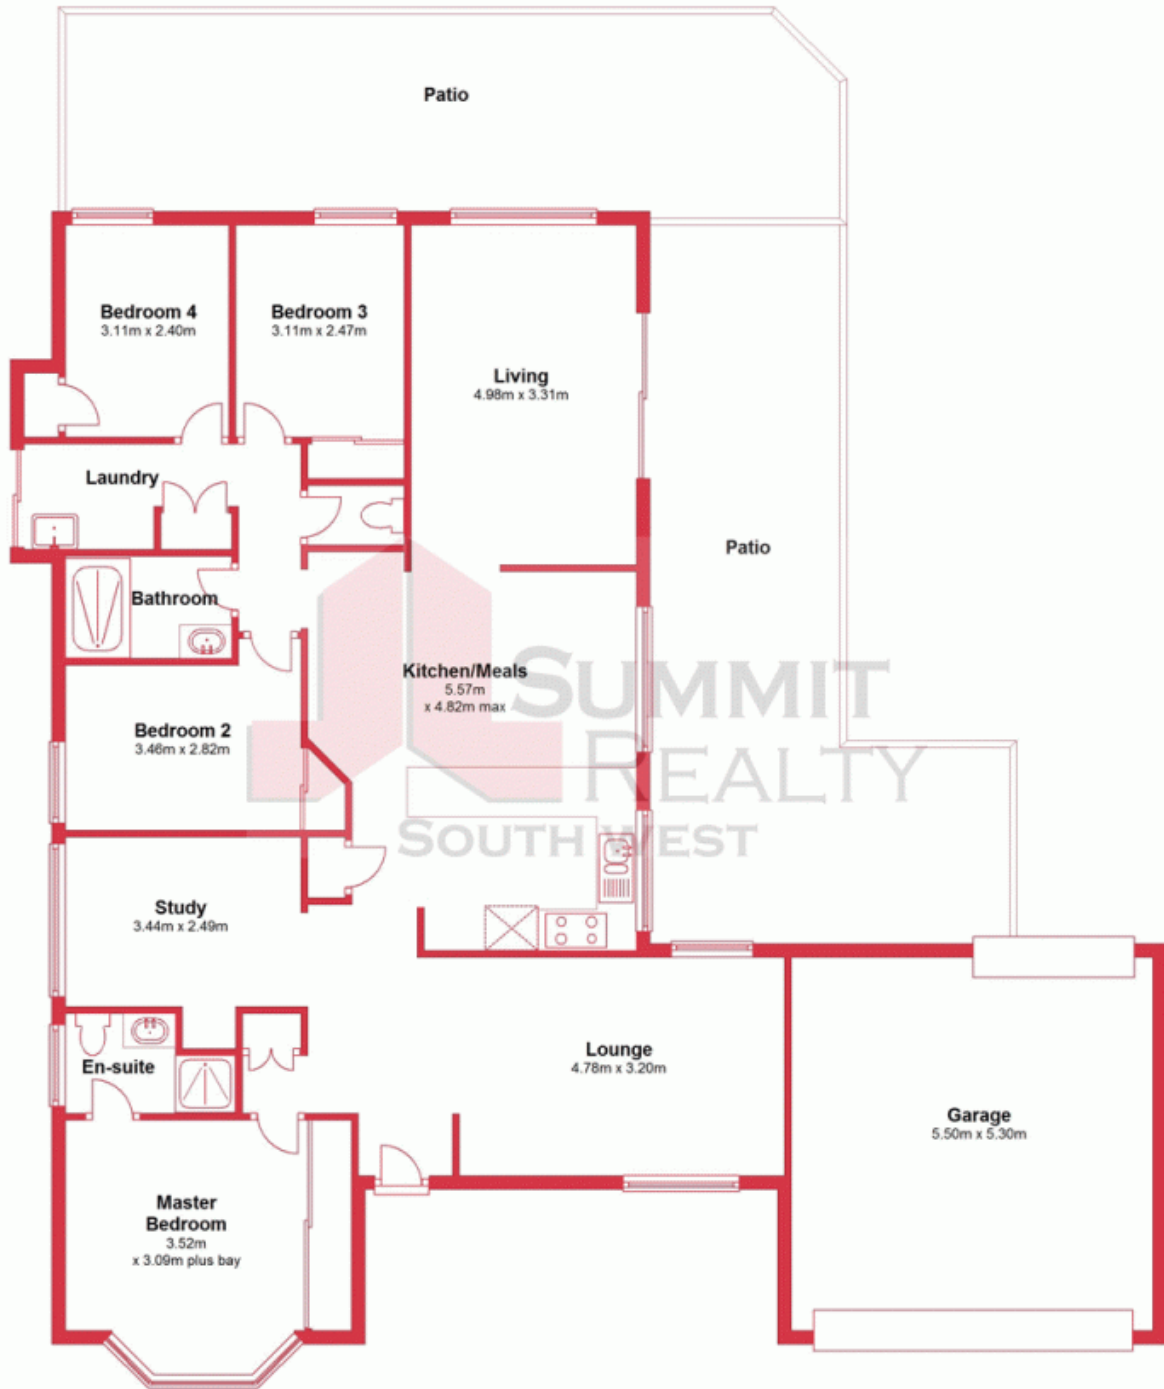 Patio
Bedroom 4
3.11m x 2.40m
Bedroom 3
3.11m x 2.47m
Living
4.98m x 3.31m
Laundry
Patio
Bathroom
Kitchen/Meals
5.57m
x 4.82m max
SUMMIT
REALTY
SOUTH WEST
Bedroom 2
3.46m x 2.82m
Study
3.44m x 2.49m
En-suite
Lounge
4.78m x 3.20m
Garage
5.50m x 5.30m
Master
Bedroom
3.52m
x 3.09m plus bay